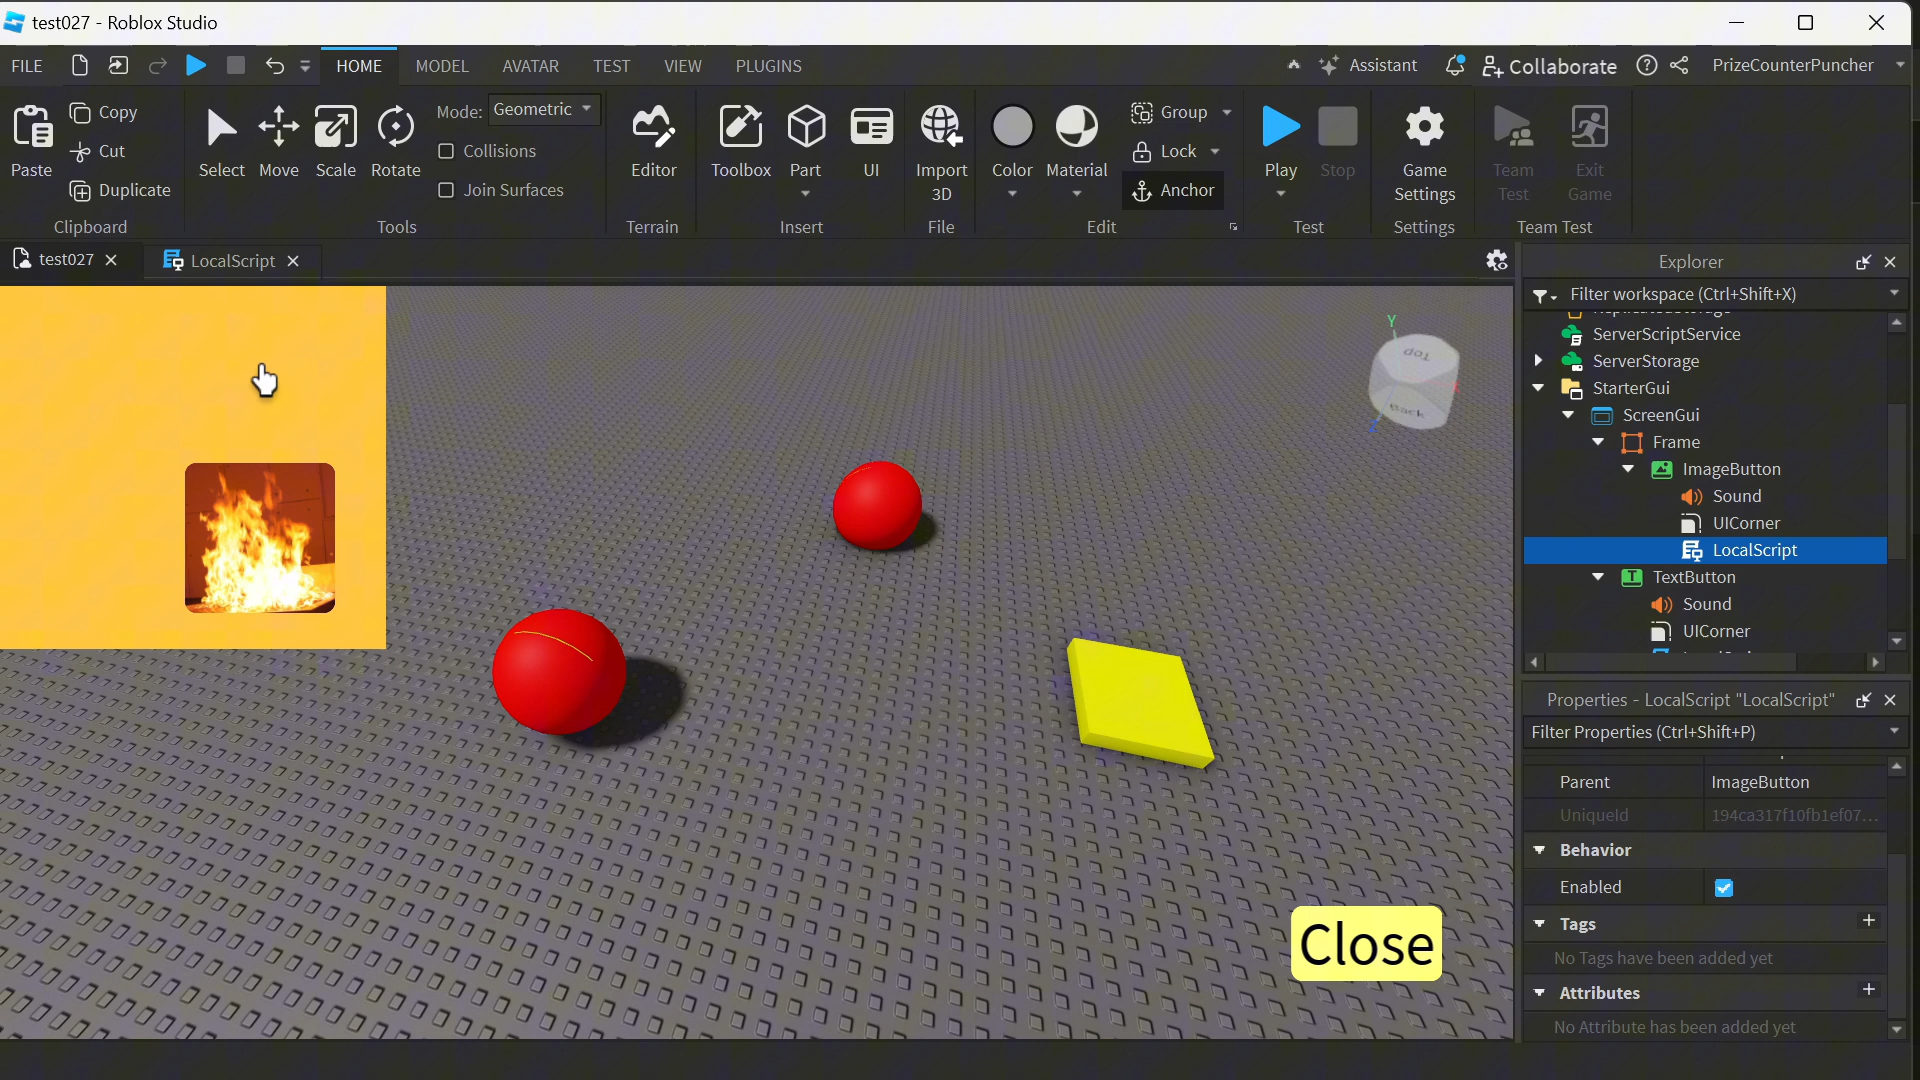 test027 - Roblox Studio
FILE HOME MODEL AVATAR TEST VIEW PLUGINS Assistant Collaborate PrizeCounterPuncher
Paste Copy Cut Duplicate
Clipboard
Select Move Scale Rotate
Mode: Geometric
Collisions
Join Surfaces
Tools
Editor
Terrain
Toolbox Part UI
Insert
Import
3D
File
Color Material
Group
Lock
Anchor
Edit
Play Stop
Test
Game
Settings
Settings
Team
Test
Exit
Game
Team Test
test027 LocalScript
Y
Top
Back
Z
Close
Explorer
Filter workspace (Ctrl+Shift+X)
ServerScriptService
ServerStorage
StarterGui
ScreenGui
Frame
ImageButton
Sound
UICorner
LocalScript
TextButton
Sound
UICorner
Properties - LocalScript "LocalScript"
Filter Properties (Ctrl+Shift+P)
Parent ImageButton
UniqueId 194ca317f10fb1ef07...
Behavior
Enabled
Tags
No Tags have been added yet
Attributes
No Attribute has been added yet